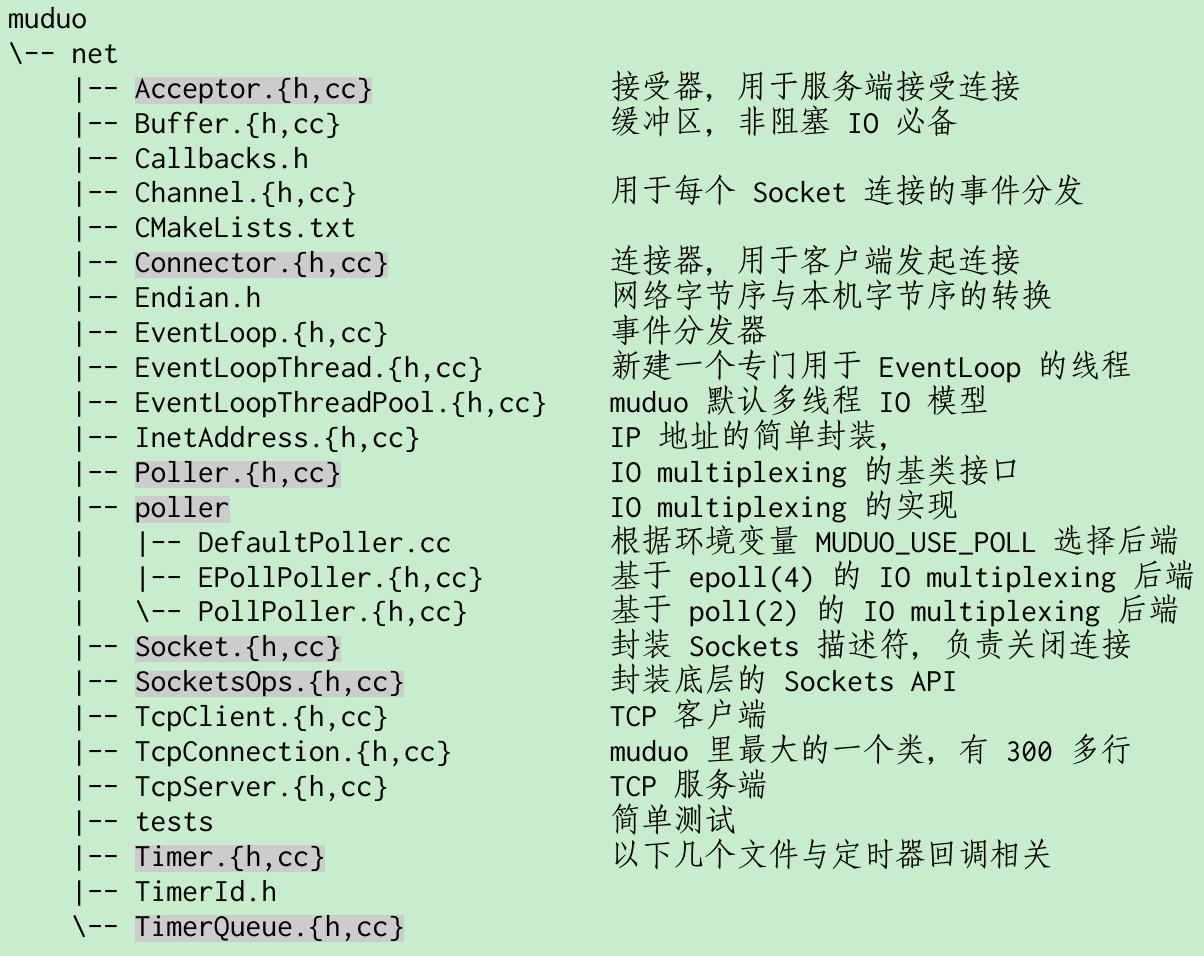 muduo
\-- net
|-- Acceptor.{h,cc} 接受器, 用于服务端接受连接
|-- Buffer.{h,cc} 缓冲区, 非阻塞 IO 必备
|-- Callbacks.h
|-- Channel.{h,cc} 用于每个 Socket 连接的事件分发
|-- CMakeLists.txt
|-- Connector.{h,cc} 连接器, 用于客户端发起连接
|-- Endian.h 网络字节序与本机字节序的转换
|-- EventLoop.{h,cc} 事件分发器
|-- EventLoopThread.{h,cc} 新建一个专门用于 EventLoop 的线程
|-- EventLoopThreadPool.{h,cc} muduo 默认多线程 IO 模型
|-- InetAddress.{h,cc} IP 地址的简单封装,
|-- Poller.{h,cc} IO multiplexing 的基类接口
|-- poller IO multiplexing 的实现
| |-- DefaultPoller.cc 根据环境变量 MUDUO_USE_POLL 选择后端
| |-- EPollPoller.{h,cc} 基于 epoll(4) 的 IO multiplexing 后端
| \-- PollPoller.{h,cc} 基于 poll(2) 的 IO multiplexing 后端
|-- Socket.{h,cc} 封装 Sockets 描述符, 负责关闭连接
|-- SocketsOps.{h,cc} 封装底层的 Sockets API
|-- TcpClient.{h,cc} TCP 客户端
|-- TcpConnection.{h,cc} muduo 里最大的一个类, 有 300 多行
|-- TcpServer.{h,cc} TCP 服务端
|-- tests 简单测试
|-- Timer.{h,cc} 以下几个文件与定时器回调相关
|-- TimerId.h
\-- TimerQueue.{h,cc}